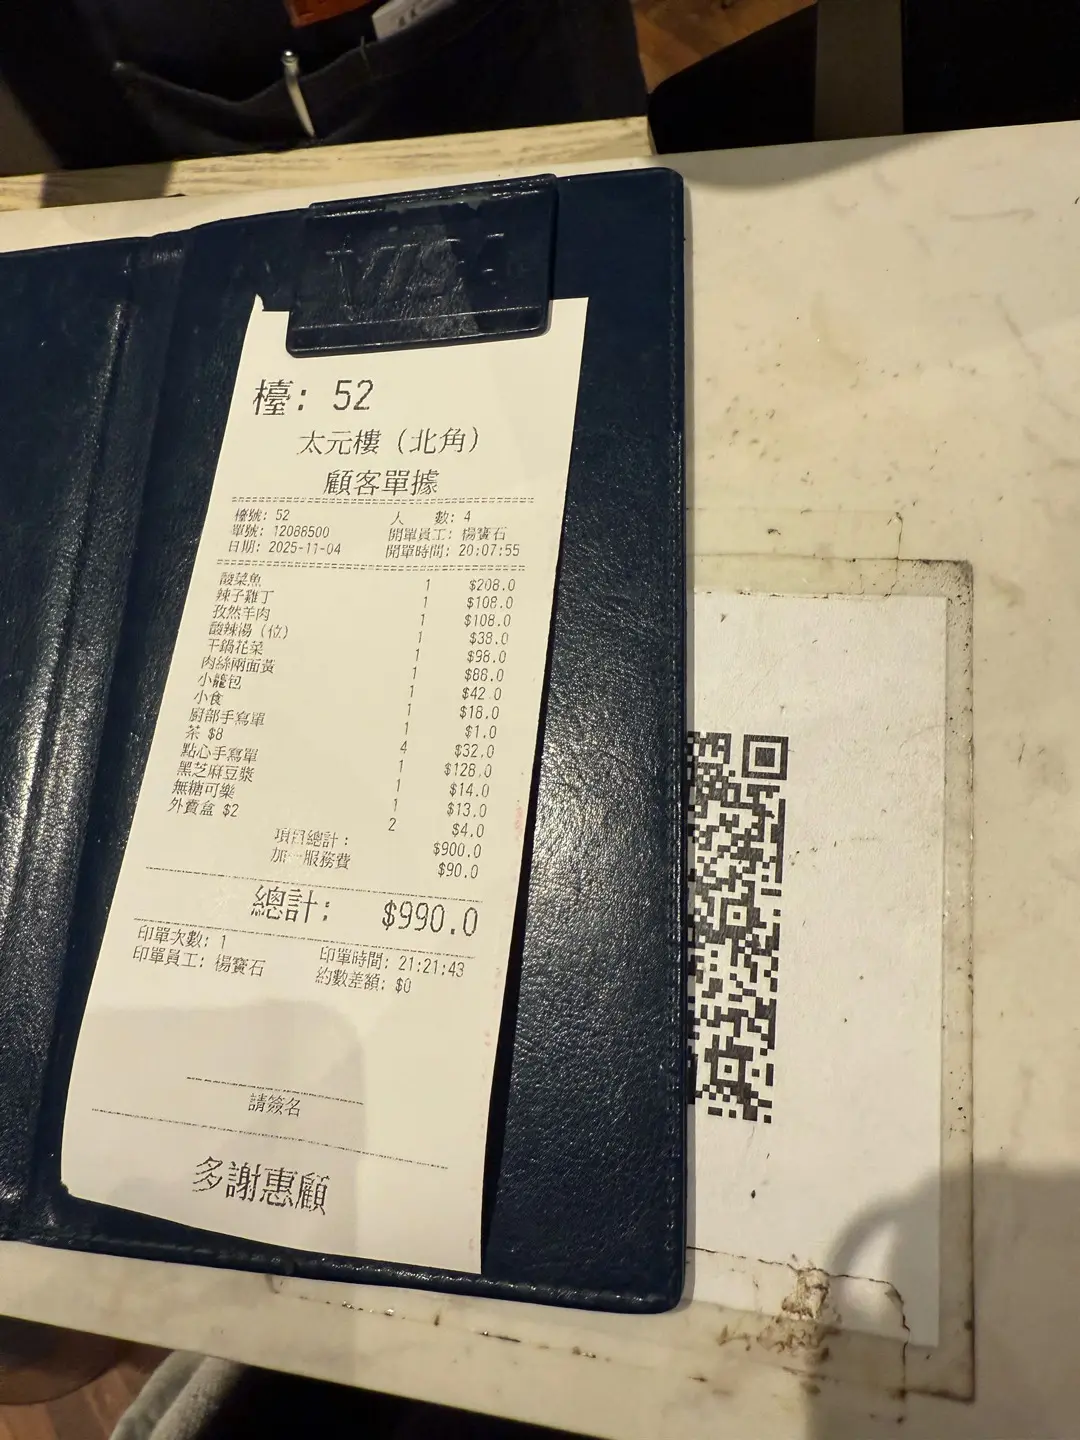 VISA
檯: 52
太元樓 (北角)
顧客單據
檯號: 52 人 數: 4
單號: 12088500 開單員工: 楊寶石
日期: 2025-11-04 開單時間: 20:07:55
酸菜魚 1 $208.0
辣子雞丁 1 $108.0
孜然羊肉 1 $108.0
酸辣湯 (位) 1 $38.0
干鍋花菜 1 $98.0
肉絲兩面黃 1 $88.0
小籠包 1 $42.0
小食 1 $18.0
廚部手寫單 1 $1.0
茶 $8 4 $32.0
點心手寫單 1 $128.0
黑芝麻豆漿 1 $14.0
無糖可樂 1 $13.0
外賣盒 $2 2 $4.0
項目總計: $900.0
加一服務費 $90.0
總計: $990.0
印單次數: 1 印單時間: 21:21:43
印單員工: 楊寶石 約數差額: $0
請簽名
多謝惠顧